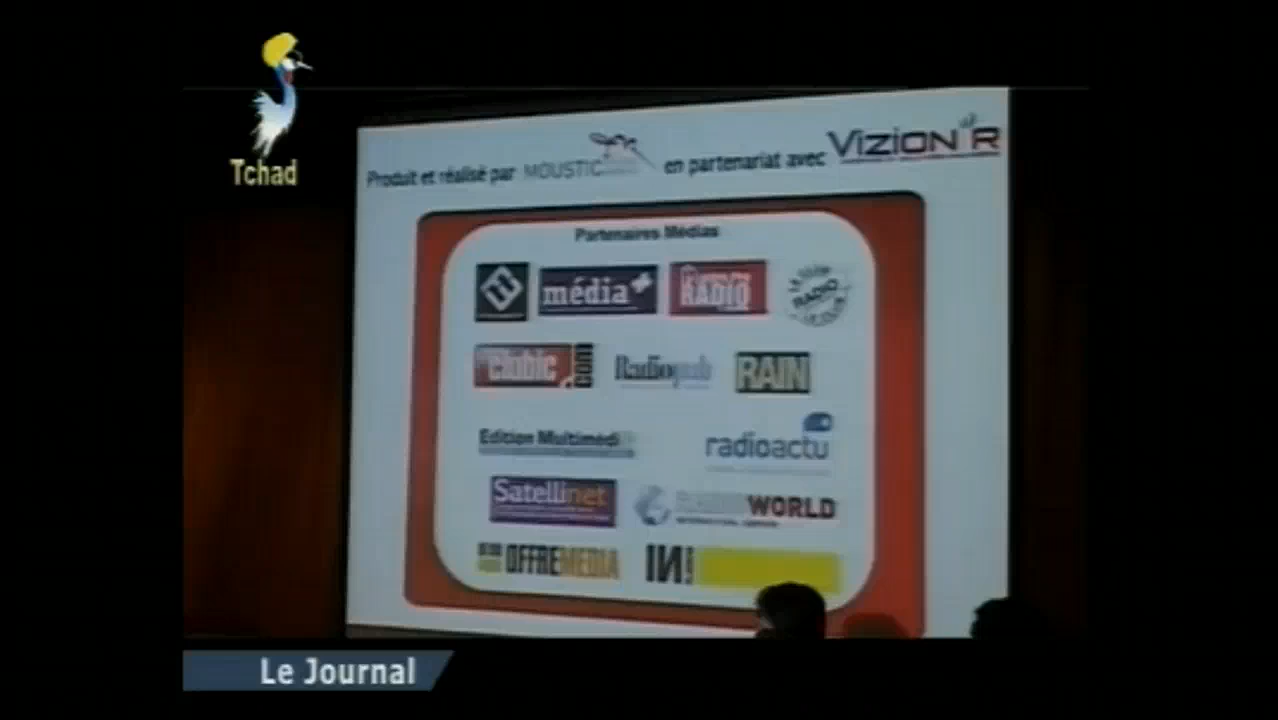 Tchad
Produit et réalisé par MOUSTIC en partenariat avec VIZION'R
Partenaires Médias
média+
RADIO
RADIO
clubic .com
Radiopub
RAIN
Edition Multimédi
radioactu
Satellinet
WORLD
OFFREMEDIA
IN!
Le Journal